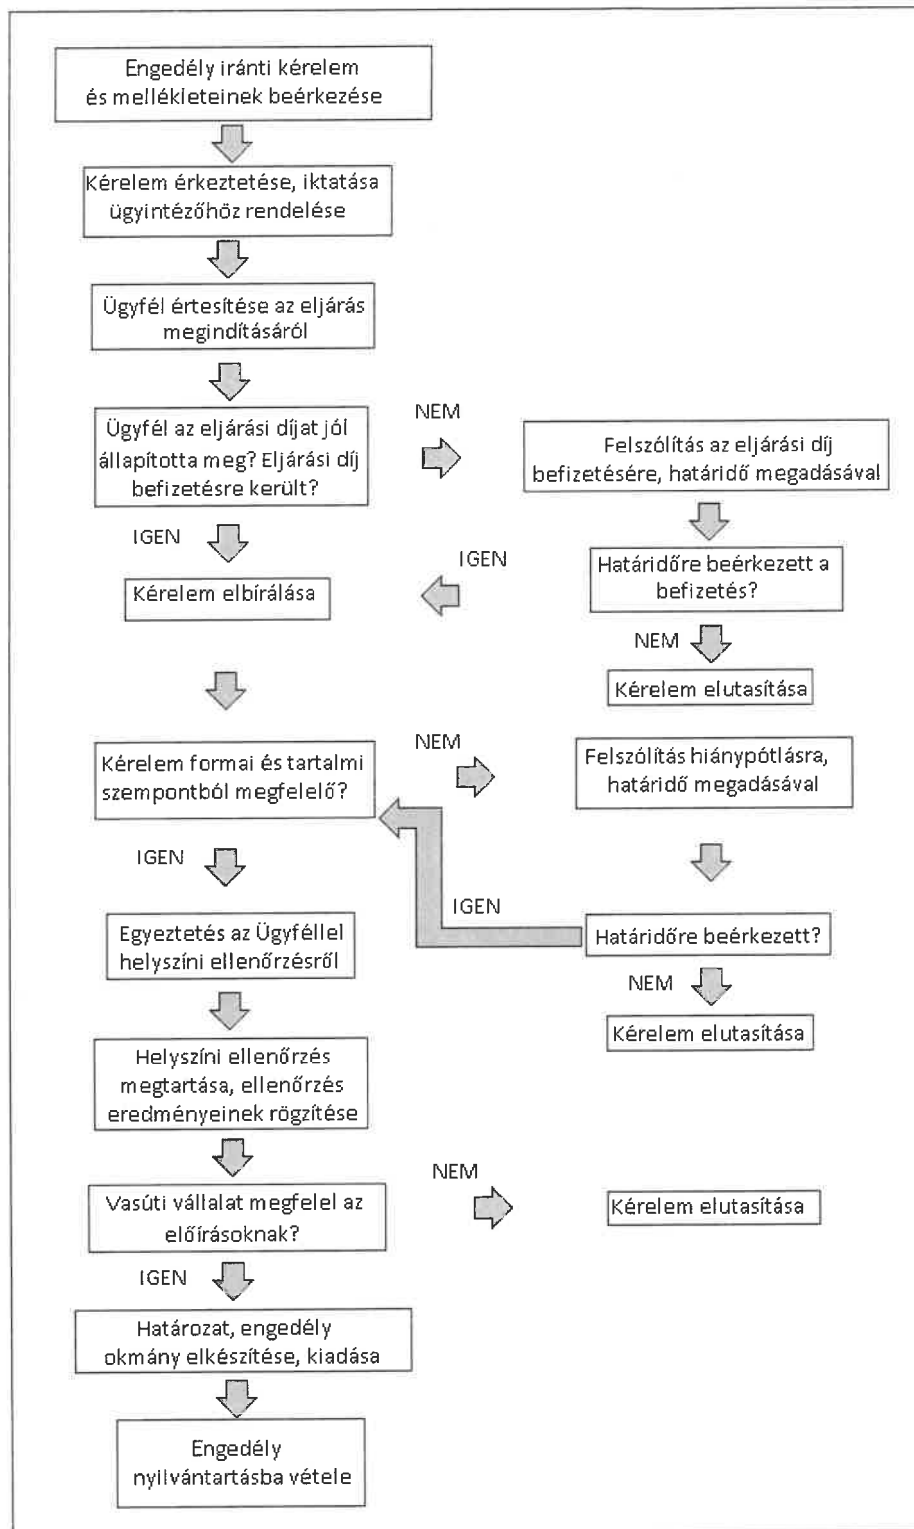 Engedély iránti kérelem
és mellékleteinek beérkezése
Kérelem érkeztetése, iktatása
ügyintézőhöz rendelése
Ügyfél értesítése az eljárás
megindításáról
Ügyfél az eljárási díjat jól
állapította meg? Eljárási díj
befizetésre került?
NEM
Felszólítás az eljárási díj
befizetésére, határidő megadásával
IGEN
Kérelem elbírálása
IGEN
Határidőre beérkezett a
befizetés?
NEM
Kérelem elutasítása
Kérelem formai és tartalmi
szempontból megfelelő?
NEM
Felszólítás hiánypótlásra,
határidő megadásával
IGEN
IGEN
Határidőre beérkezett?
NEM
Kérelem elutasítása
Egyeztetés az Ügyféllel
helyszíni ellenőrzésről
Helyszíni ellenőrzés
megtartása, ellenőrzés
eredményeinek rögzítése
Vasúti vállalat megfelel az
előírásoknak?
NEM
Kérelem elutasítása
IGEN
Határozat, engedély
okmány elkészítése, kiadása
Engedély
nyilvántartásba vétele